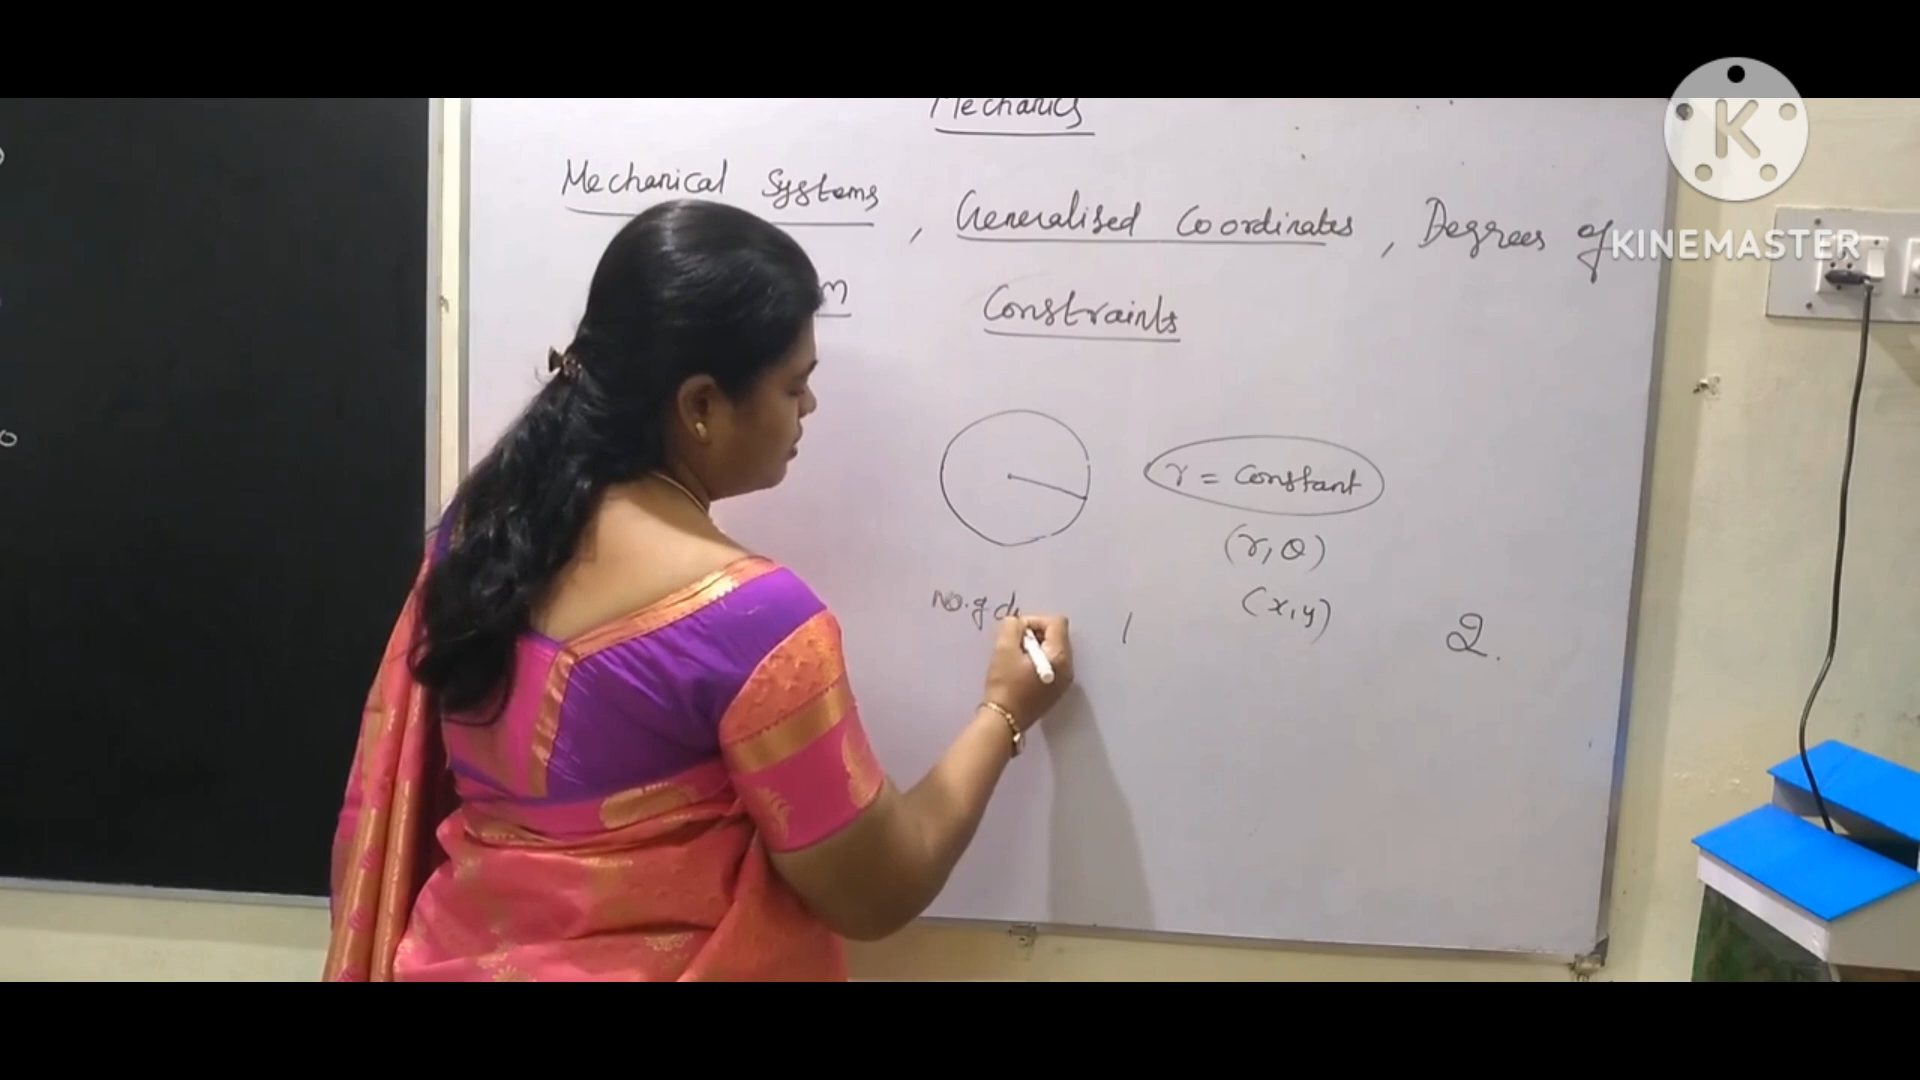 Mechanics
Mechanical Systems, Generalised Coordinates, Degrees of
Constraints
r = Constant
(r, θ)
(x, y)
No. of
1
2.
K
KINEMASTER